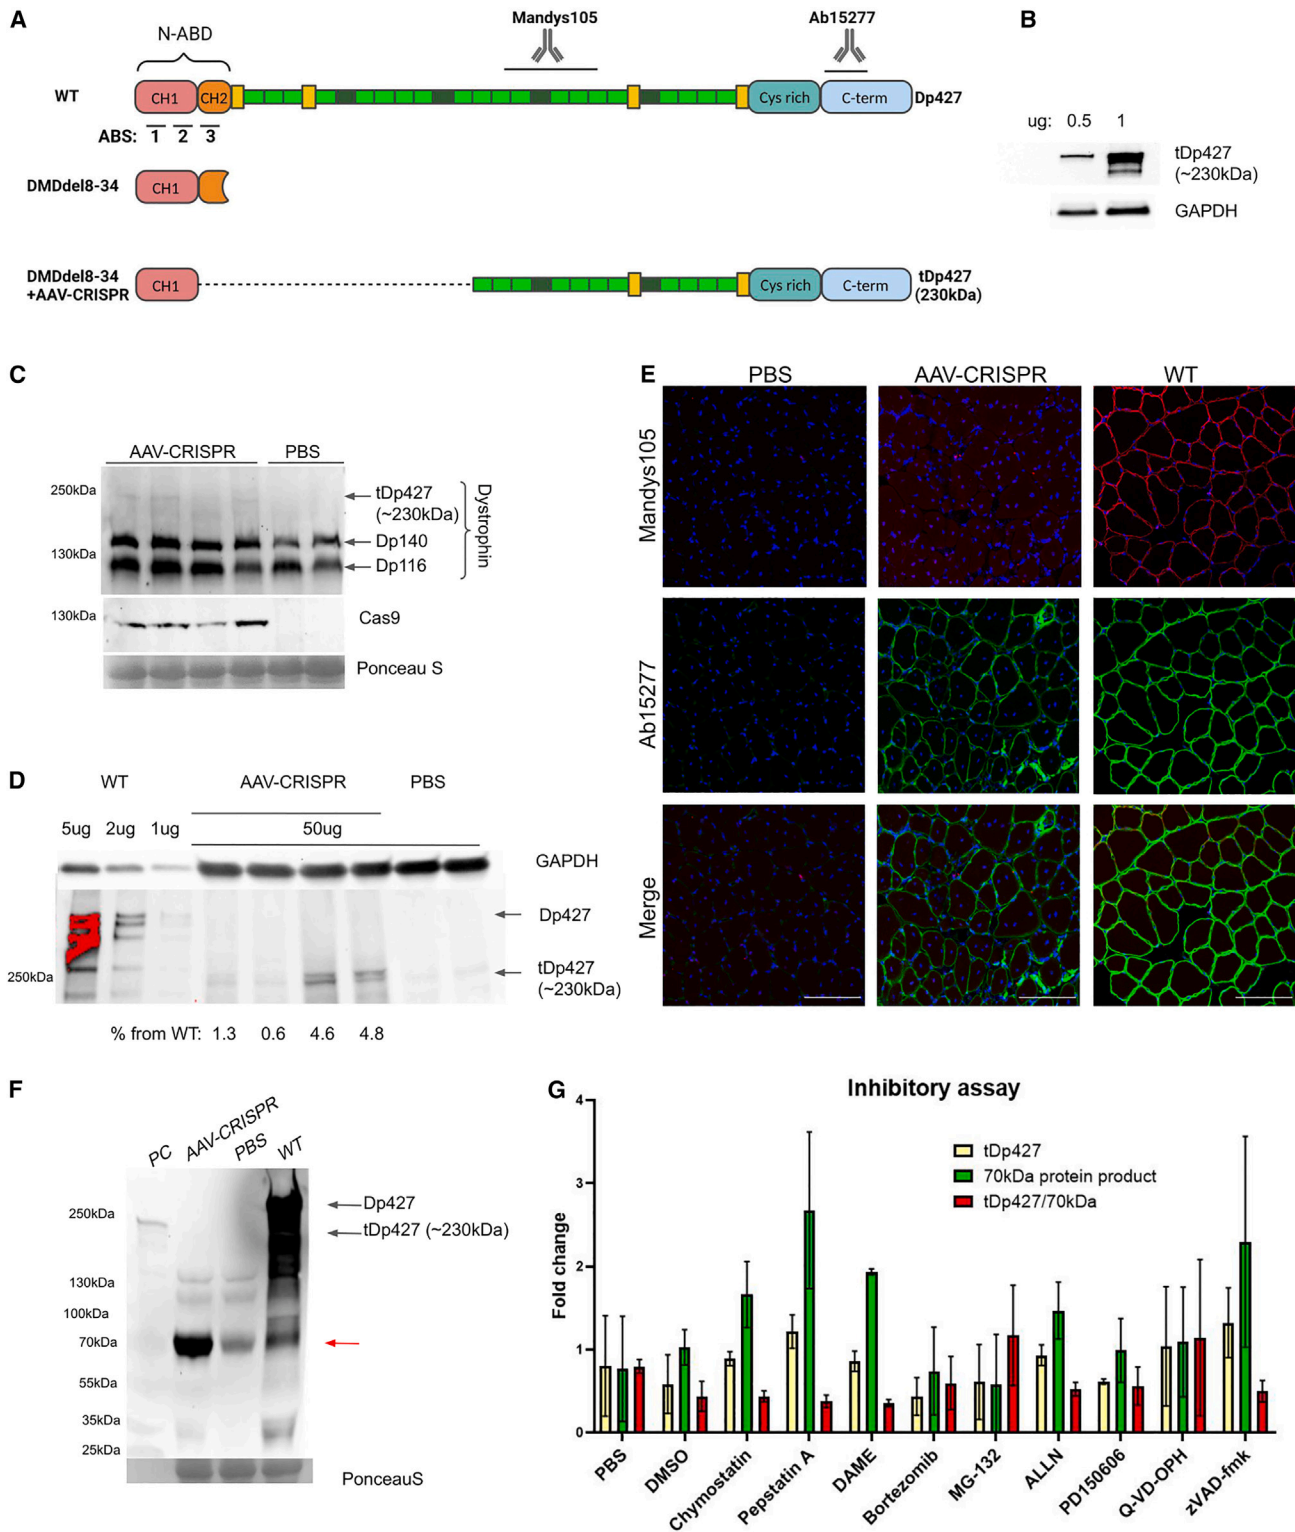 A
N-ABD
Mandys105
Ab15277
WT
CH1
CH2
Cys rich
C-term
Dp427
ABS: 1 2 3
DMDdel8-34
CH1
DMDdel8-34
+AAV-CRISPR
CH1
Cys rich
C-term
tDp427
(230kDa)
B
ug: 0.5 1
tDp427
(~230kDa)
GAPDH
C
AAV-CRISPR
PBS
250kDa
tDp427
(~230kDa)
Dp140
130kDa
Dp116
Dystrophin
130kDa
Cas9
Ponceau S
D
WT
AAV-CRISPR
PBS
5ug 2ug 1ug
50ug
GAPDH
Dp427
250kDa
tDp427
(~230kDa)
% from WT: 1.3 0.6 4.6 4.8
E
PBS
AAV-CRISPR
WT
Mandys105
Ab15277
Merge
F
PC
AAV-CRISPR
PBS
WT
Dp427
250kDa
tDp427 (~230kDa)
130kDa
100kDa
70kDa
55kDa
35kDa
25kDa
PonceauS
G
Inhibitory assay
tDp427
70kDa protein product
tDp427/70kDa
Fold change
4
3
2
1
0
PBS
DMSO
Chymostatin
Pepstatin A
DAME
Bortezomib
MG-132
ALLN
PD150606
Q-VD-OPH
zVAD-fmk